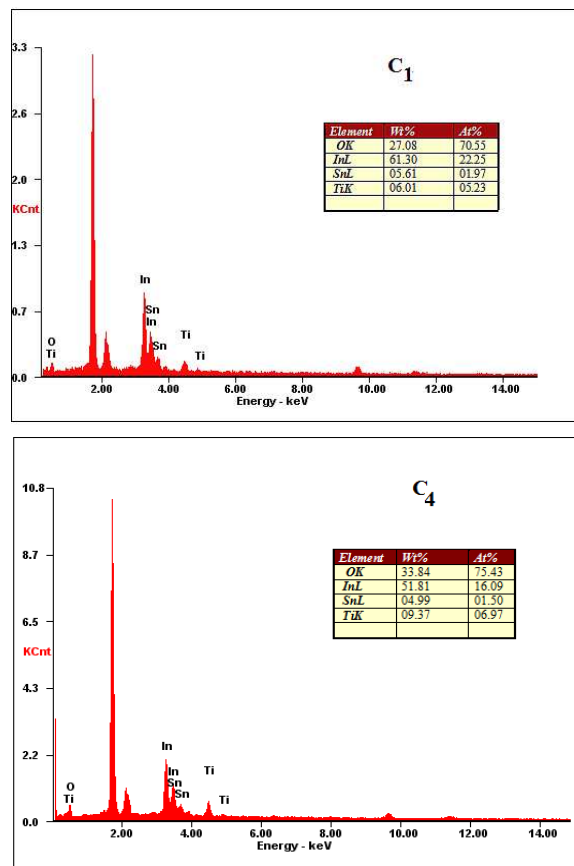 C1
3.3
2.6
2.0
KCnt
1.3
0.7
0.0
Element Wt% At%
OK 27.08 70.55
InL 61.30 22.25
SnL 05.61 01.97
TiK 06.01 05.23
In
Sn
In
Sn
O
Ti
Ti
Ti
2.00 4.00 6.00 8.00 10.00 12.00 14.00
Energy - keV
C4
10.8
8.7
6.5
KCnt
4.3
2.2
0.0
Element Wt% At%
OK 33.84 75.43
InL 51.81 16.09
SnL 04.99 01.50
TiK 09.37 06.97
In
In
Sn
Sn
O
Ti
Ti
Ti
2.00 4.00 6.00 8.00 10.00 12.00 14.00
Energy - keV